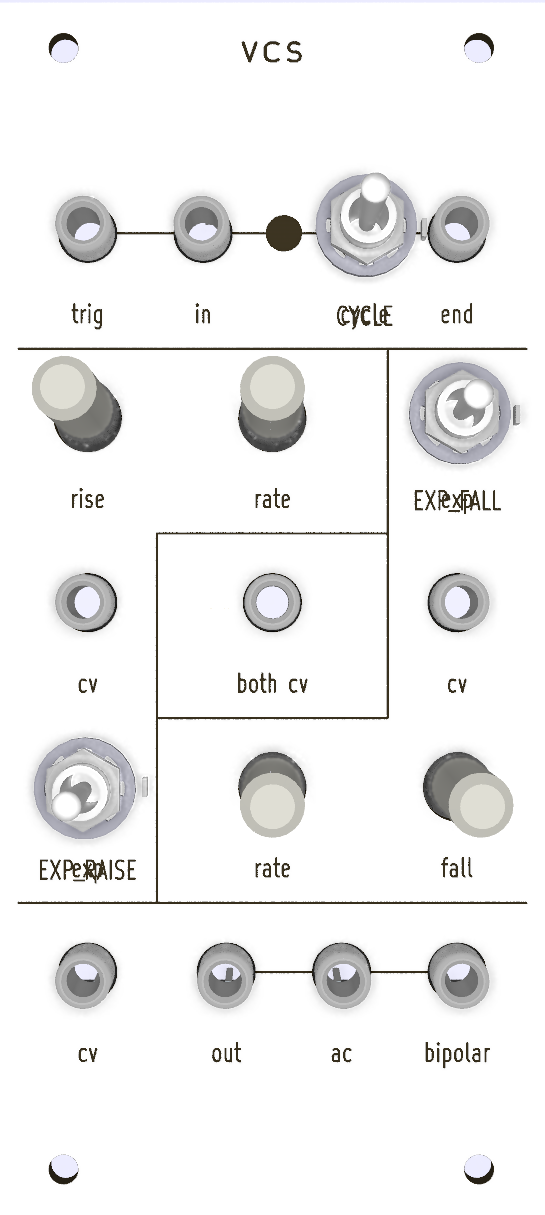 VCS
trig in CYCLE cycle end
rise rate EXP_FALL exp
cv both cv cv
EXP_RAISE exp rate fall
cv out ac bipolar